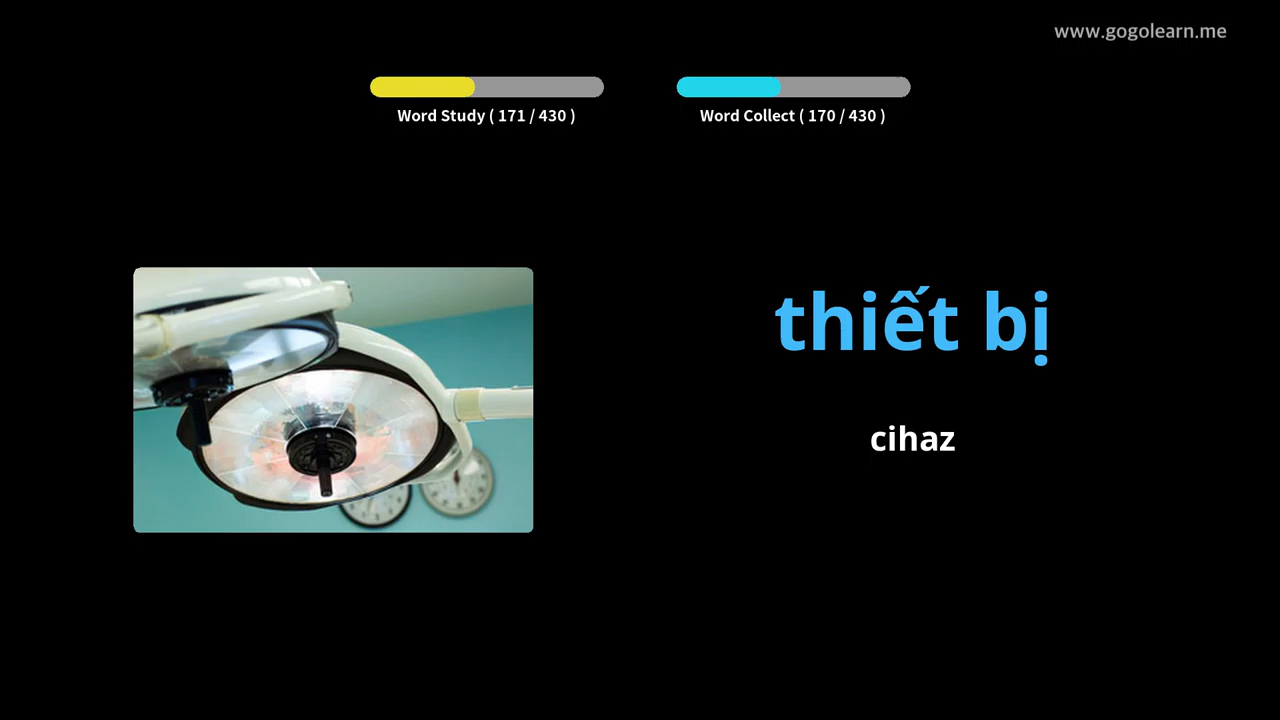 www.gogolearn.me
Word Study ( 171 / 430 )
Word Collect ( 170 / 430 )
thiết bị
cihaz